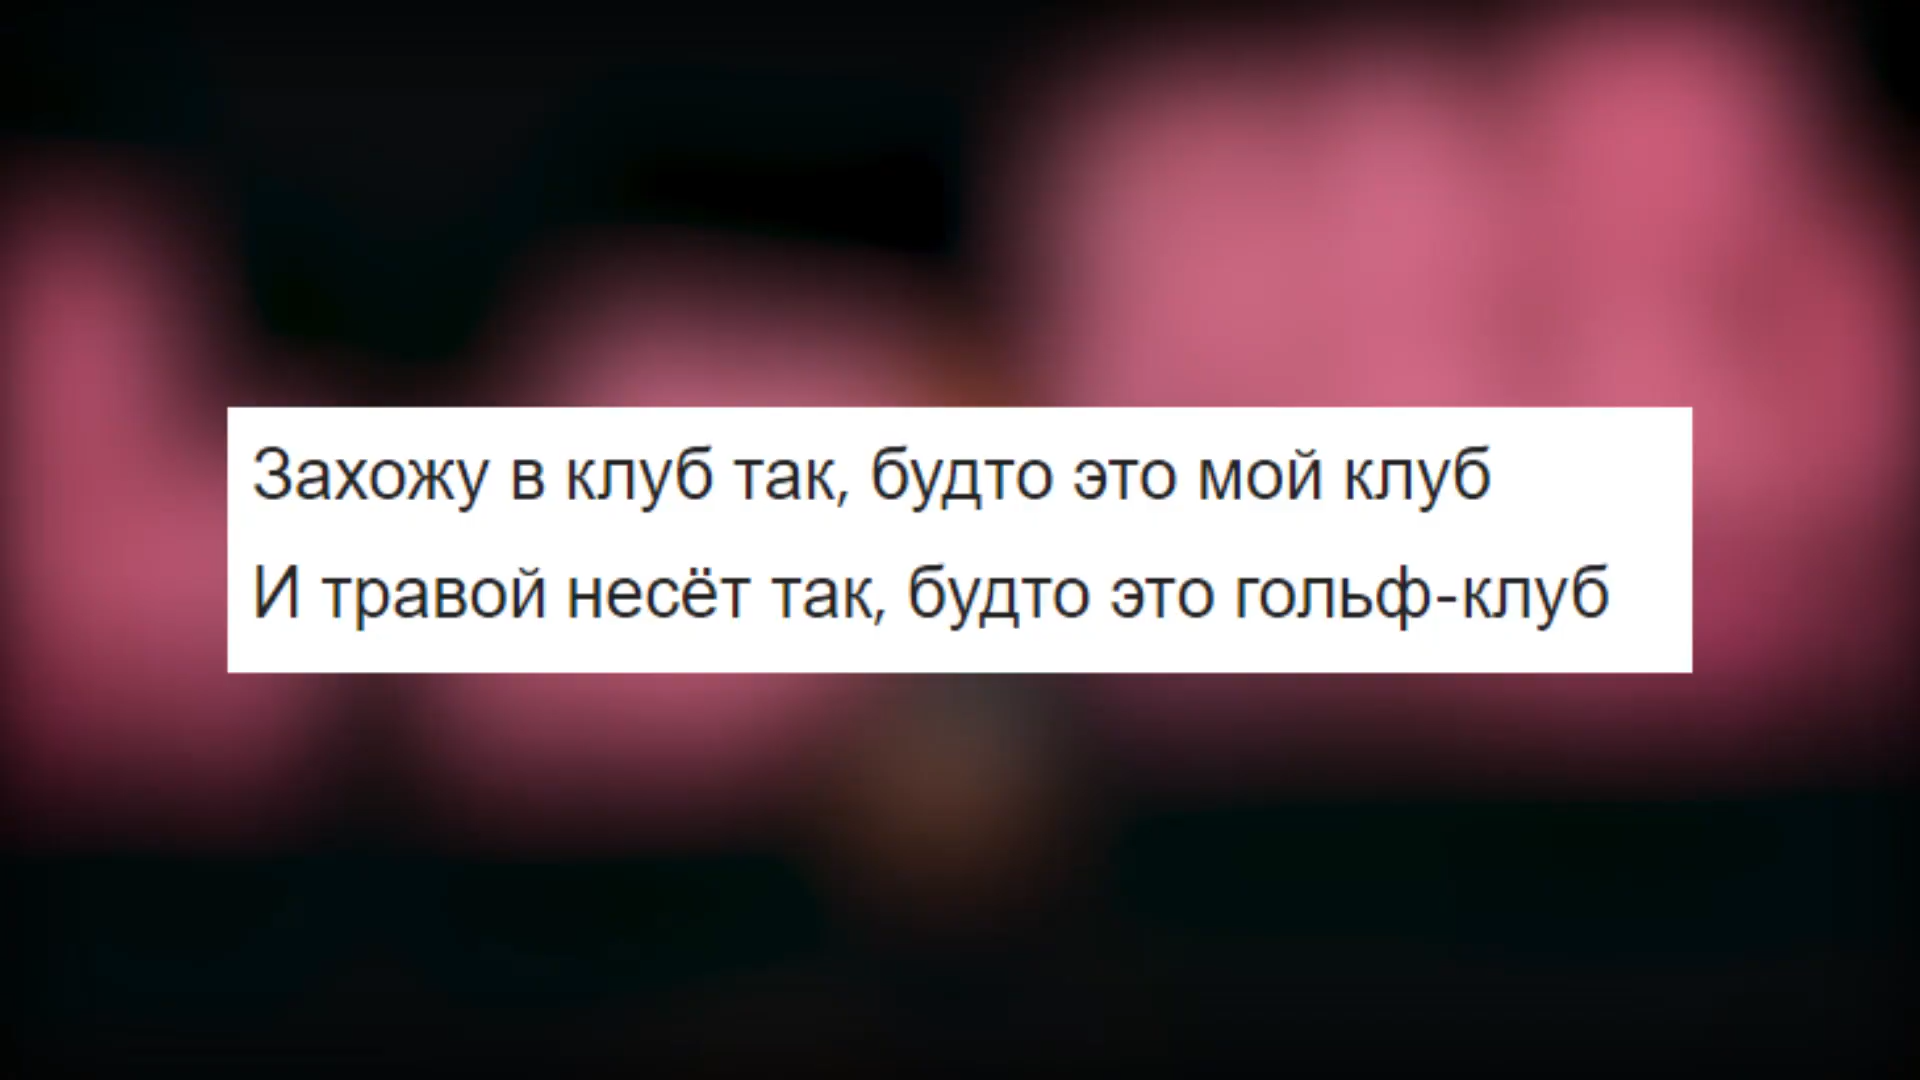 Захожу в клуб так, будто это мой клуб
И травой несёт так, будто это гольф-клуб